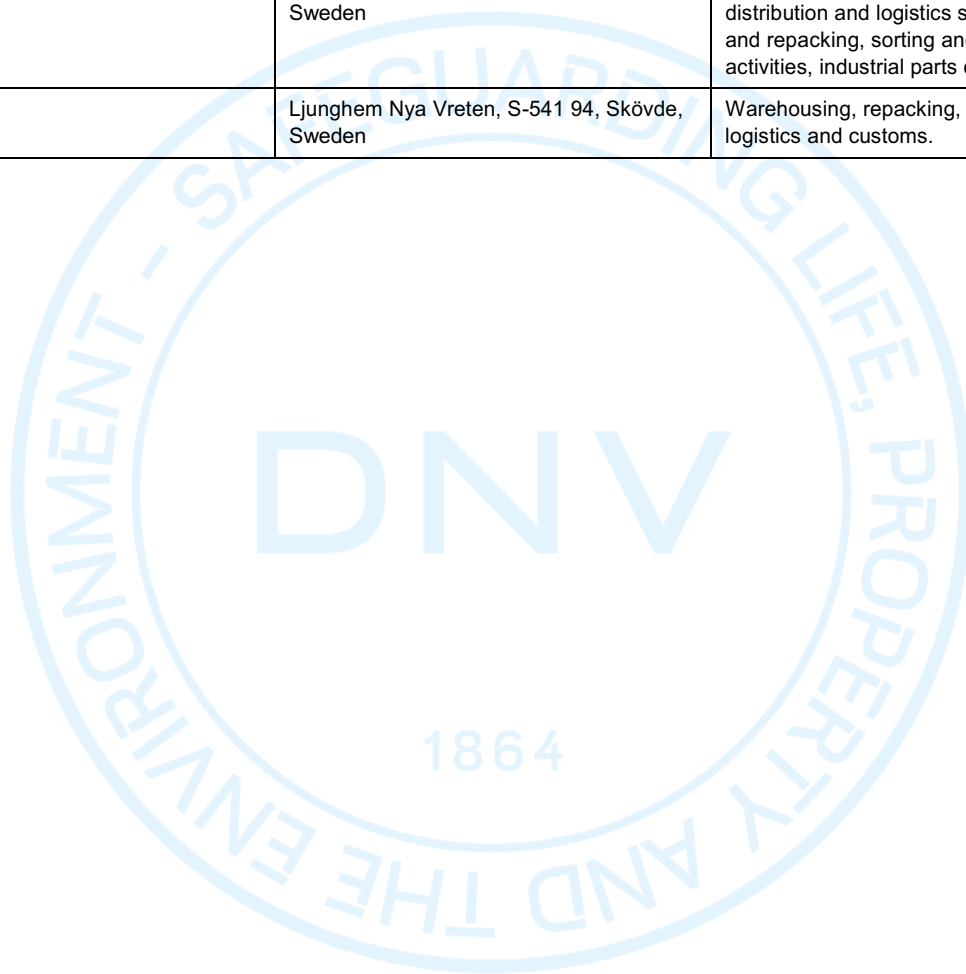 Sweden
distribution and logistics s
and repacking, sorting and
activities, industrial parts
Ljunghem Nya Vreten, S-541 94, Skövde,
Sweden
Warehousing, repacking,
logistics and customs.
SAFEGUARDING LIFE, PROPERTY AND THE ENVIRONMENT -
DNV
1864